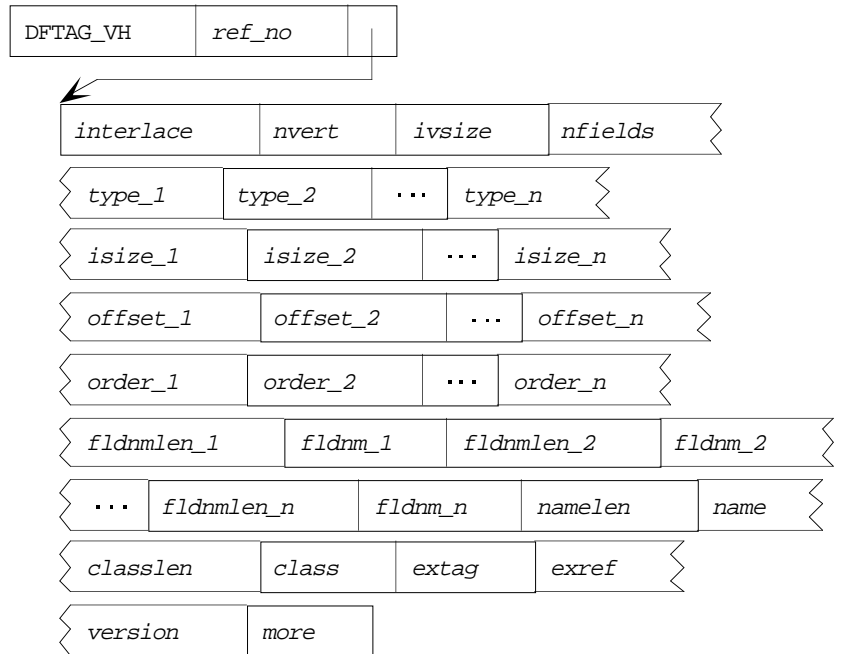 DFTAG_VH ref_no
interlace nvert ivsize nfields
type_1 type_2 ... type_n
isize_1 isize_2 ... isize_n
offset_1 offset_2 ... offset_n
order_1 order_2 ... order_n
fldnmlen_1 fldnm_1 fldnmlen_2 fldnm_2
... fldnmlen_n fldnm_n namelen name
classlen class extag exref
version more